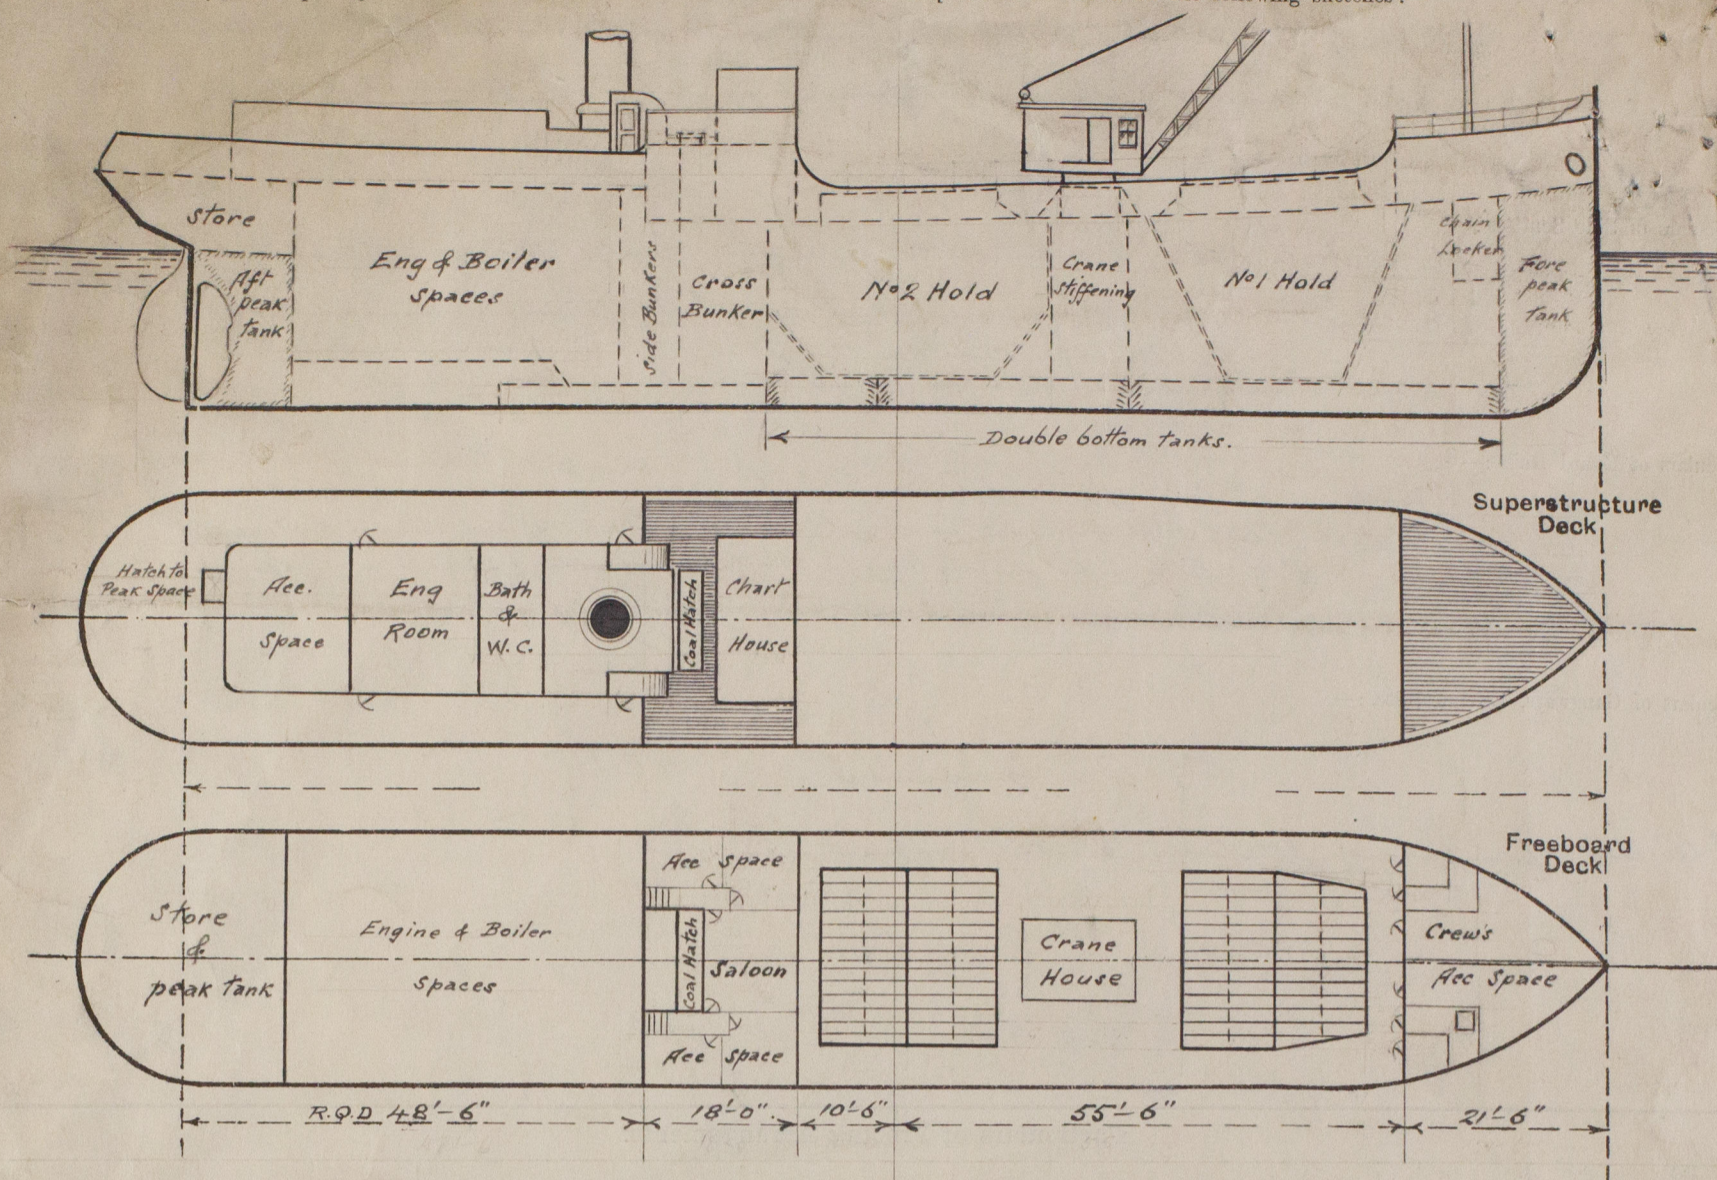 following sketches:
Store
Aft
peak
tank
Eng & Boiler
spaces
Side Bunkers
Cross
Bunker
No 2 Hold
Crane
Stiffening
No 1 Hold
Chain
Locker
Fore
peak
tank
Double bottom tanks.
Superstructure
Deck
Hatch to
Peak Space
Acc.
Space
Eng
Room
Bath
&
W.C.
Coal Hatch
Chart
House
Freeboard
Deck
Store
&
peak tank
Engine & Boiler
spaces
Acc Space
Coal Hatch
Saloon
Acc Space
Crane
House
Crew's
Acc Space
R.Q.D 48'-6"
18'-0".
10'-6"
55'-6"
21'-6"